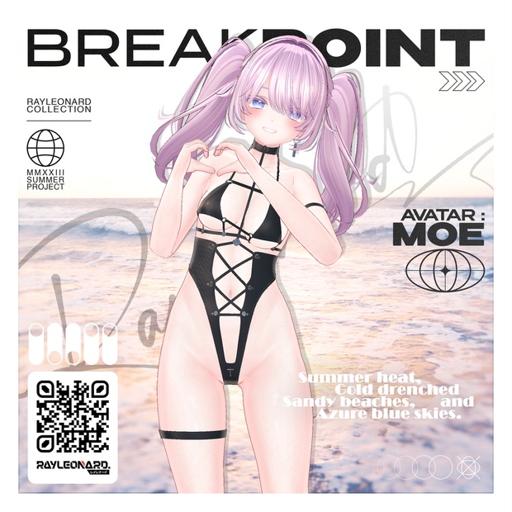 BREAKPOINT
RAYLEONARD
COLLECTION
MMXXIII
SUMMER
PROJECT
AVATAR :
MOE
Summer heat,
Gold drenched
Sandy beaches, and
Azure blue skies.
RAYLEONARD.